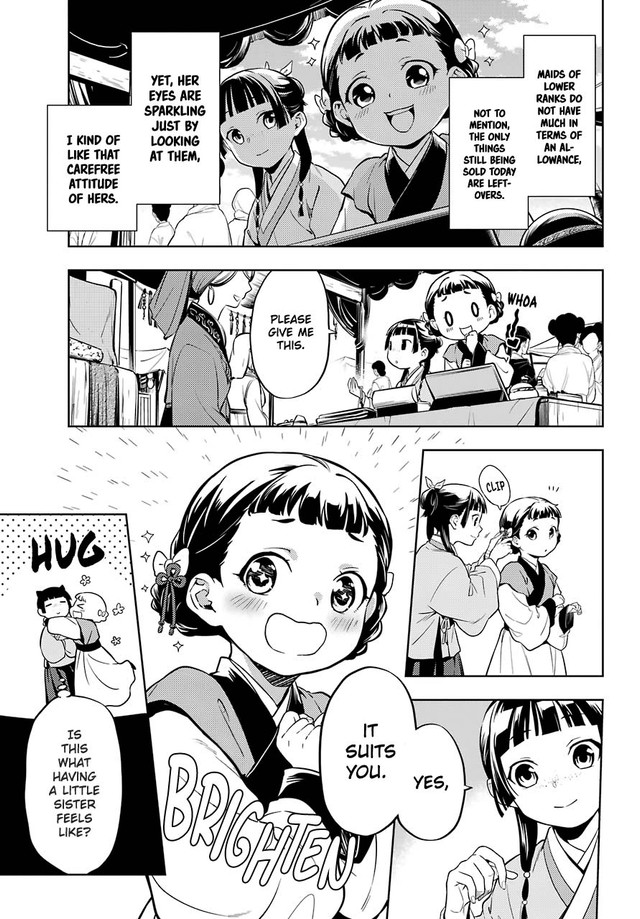 MAIDS OF
LOWER
RANKS DO
NOT HAVE
MUCH IN
TERMS OF
AN AL-
LOWANCE,
NOT TO
MENTION,
THE ONLY
THINGS
STILL BEING
SOLD TODAY
ARE LEFT-
OVERS.
YET, HER
EYES ARE
SPARKLING
JUST BY
LOOKING
AT THEM,
I KIND OF
LIKE THAT
CAREFREE
ATTITUDE
OF HERS.
WHOA
PLEASE
GIVE ME
THIS.
CLIP
YES,
IT
SUITS
YOU.
BRIGHTEN
HUG
IS
THIS
WHAT
HAVING
A LITTLE
SISTER
FEELS
LIKE?